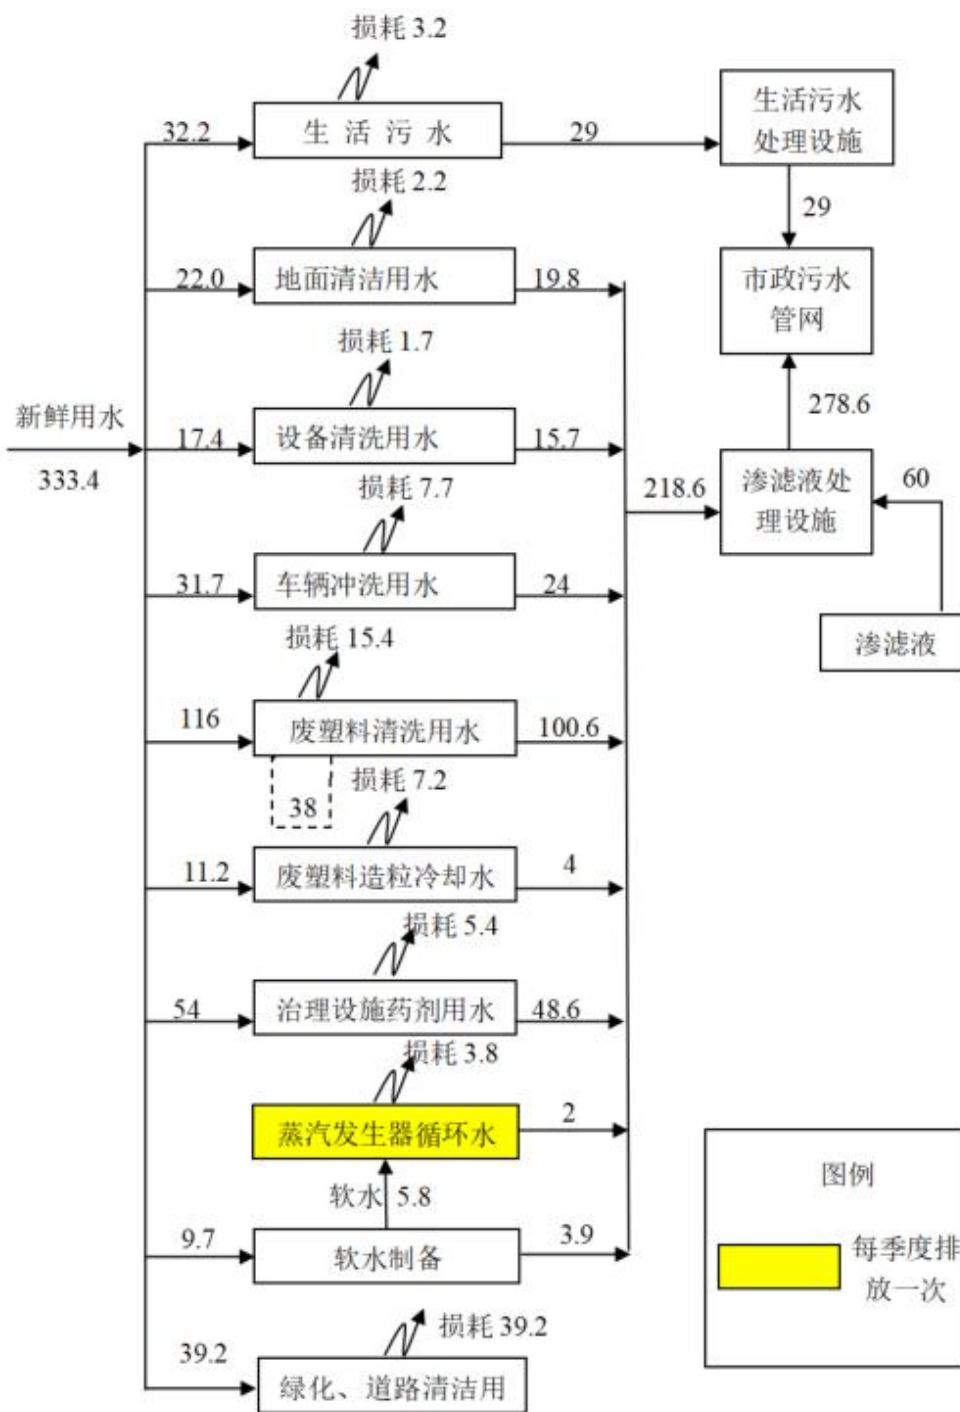 损耗 3.2
生活污水
处理设施
32.2
生 活 污 水
29
损耗 2.2
29
22.0
地面清洁用水
19.8
市政污水
管网
损耗 1.7
新鲜用水
333.4
17.4
设备清洗用水
15.7
278.6
损耗 7.7
218.6
渗滤液处
理设施
60
31.7
车辆冲洗用水
24
损耗 15.4
渗滤液
116
废塑料清洗用水
100.6
38
损耗 7.2
11.2
废塑料造粒冷却水
4
损耗 5.4
54
治理设施药剂用水
48.6
损耗 3.8
蒸汽发生器循环水
2
软水 5.8
9.7
软水制备
3.9
图例
每季度排
放一次
损耗 39.2
39.2
绿化、道路清洁用